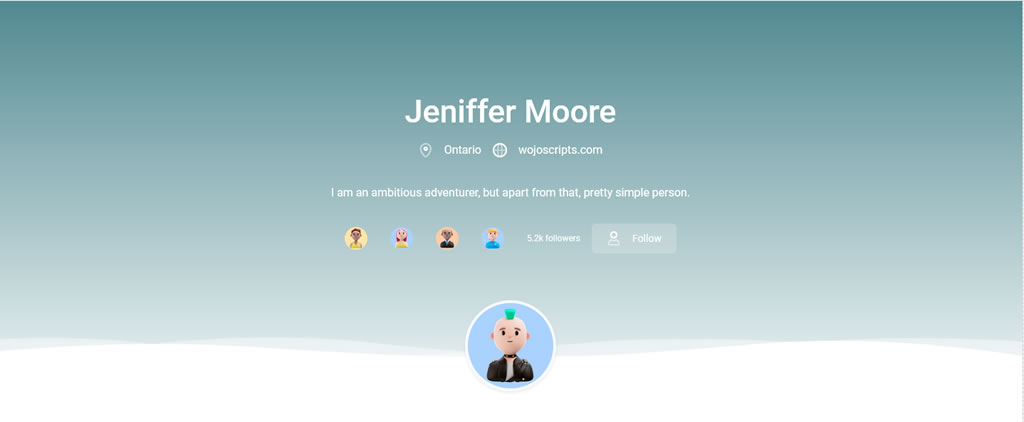 Jeniffer Moore
Ontario wojoscripts.com
I am an ambitious adventurer, but apart from that, pretty simple person.
5.2k followers Follow